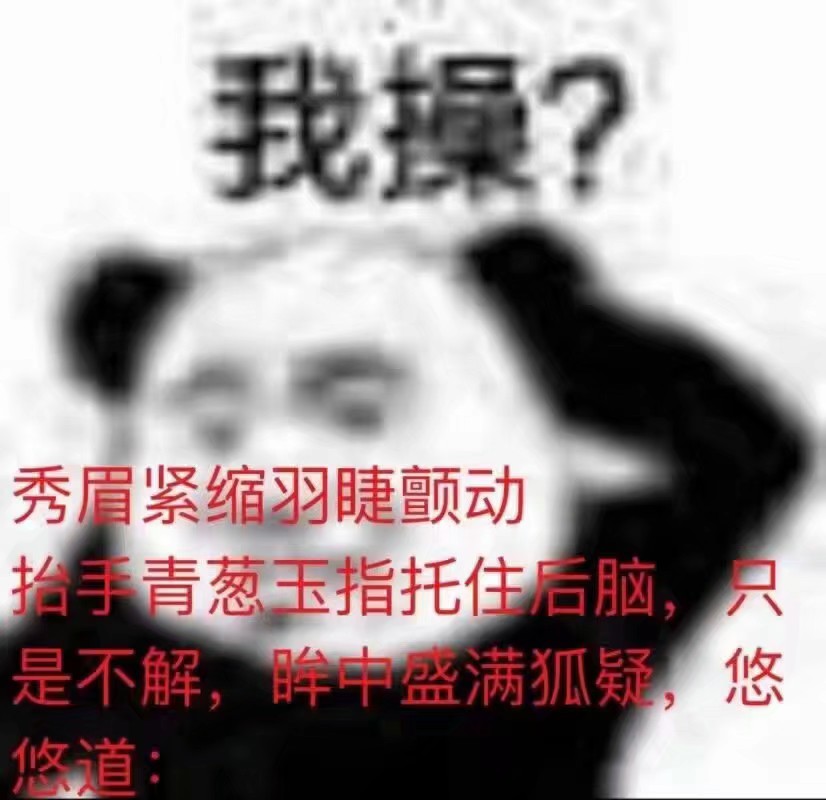 我操?
秀眉紧缩羽睫颤动
抬手青葱玉指托住后脑，只
是不解，眸中盛满狐疑，悠
悠道：